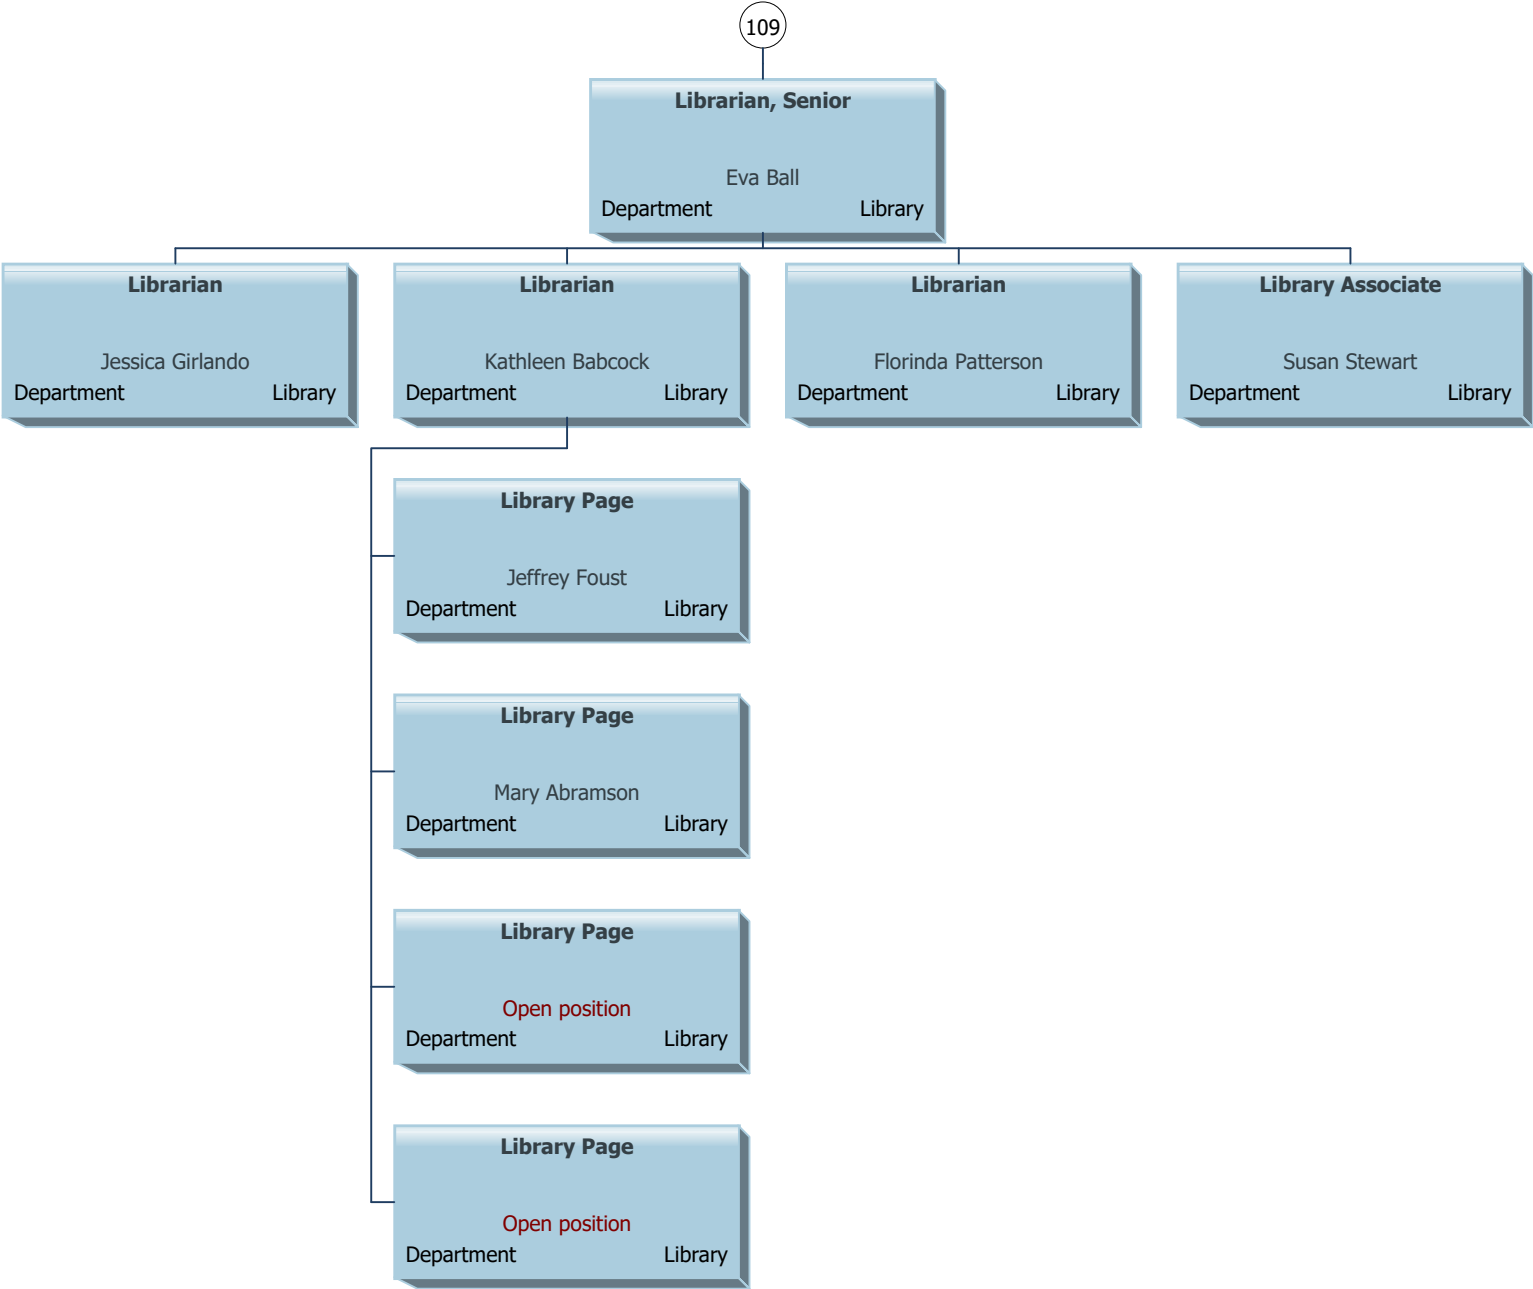 109
Librarian, Senior
Eva Ball
Department Library
Librarian
Jessica Girlando
Department Library
Librarian
Kathleen Babcock
Department Library
Librarian
Florinda Patterson
Department Library
Library Associate
Susan Stewart
Department Library
Library Page
Jeffrey Foust
Department Library
Library Page
Mary Abramson
Department Library
Library Page
Open position
Department Library
Library Page
Open position
Department Library